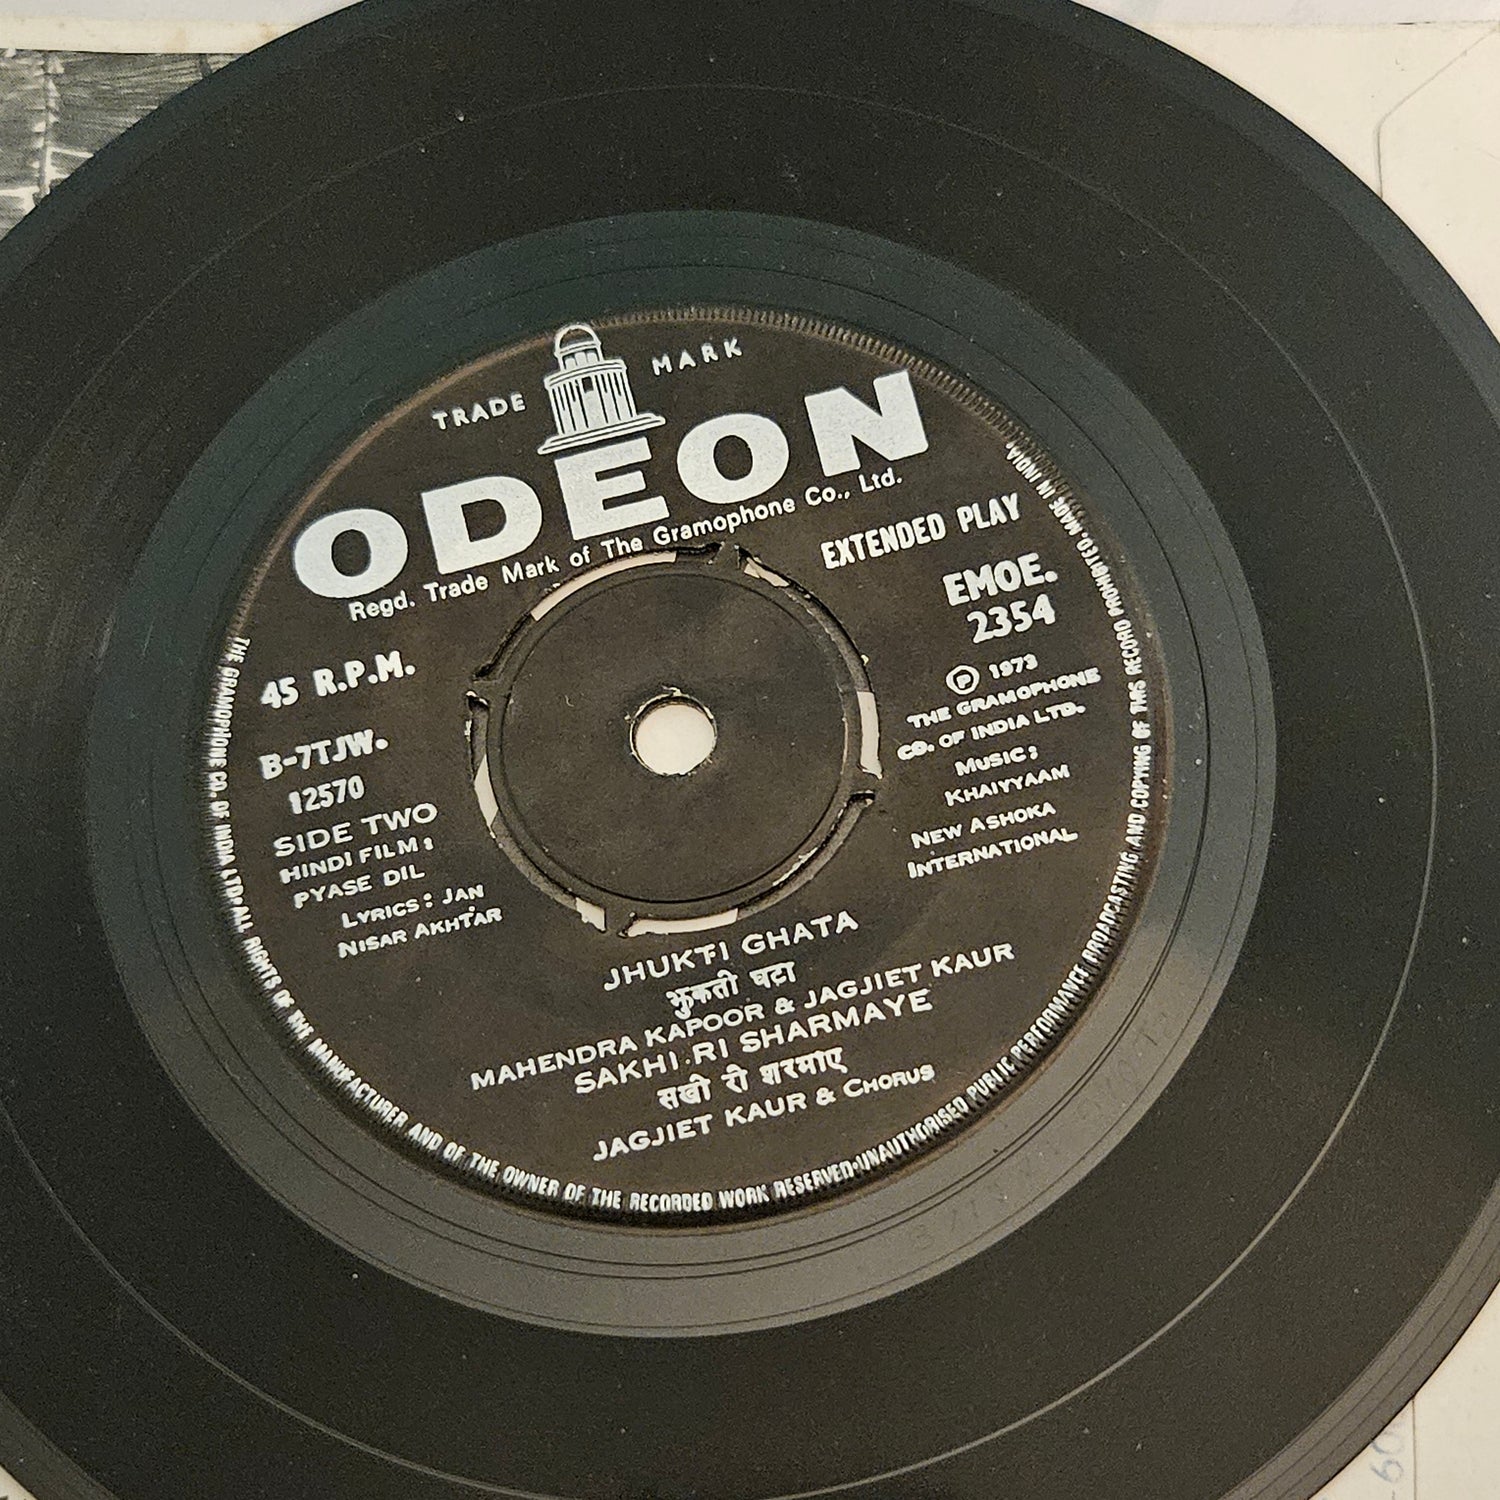 TRADE MARK
ODEON
Regd. Trade Mark of The Gramophone Co., Ltd.
EXTENDED PLAY
EMOE.
2354
45 R.P.M.
B-7TJW.
12570
SIDE TWO
HINDI FILM:
PYASE DIL
LYRICS: JAN
NISAR AKHTAR
℗ 1973
THE GRAMOPHONE
CO. OF INDIA LTD.
MUSIC:
KHAIYYAAM
NEW ASHOKA
INTERNATIONAL
JHUKTI GHATA
झुकती घटा
MAHENDRA KAPOOR & JAGJIET KAUR
SAKHI RI SHARMAYE
सखी री शरमाए
JAGJIET KAUR & CHORUS
THE GRAMOPHONE CO. OF INDIA LTD. ALL RIGHTS OF THE MANUFACTURER AND OF THE OWNER OF THE RECORDED WORK RESERVED·UNAUTHORISED PUBLIC PERFORMANCE BROADCASTING AND COPYING OF THIS RECORD PROHIBITED. MADE IN INDIA